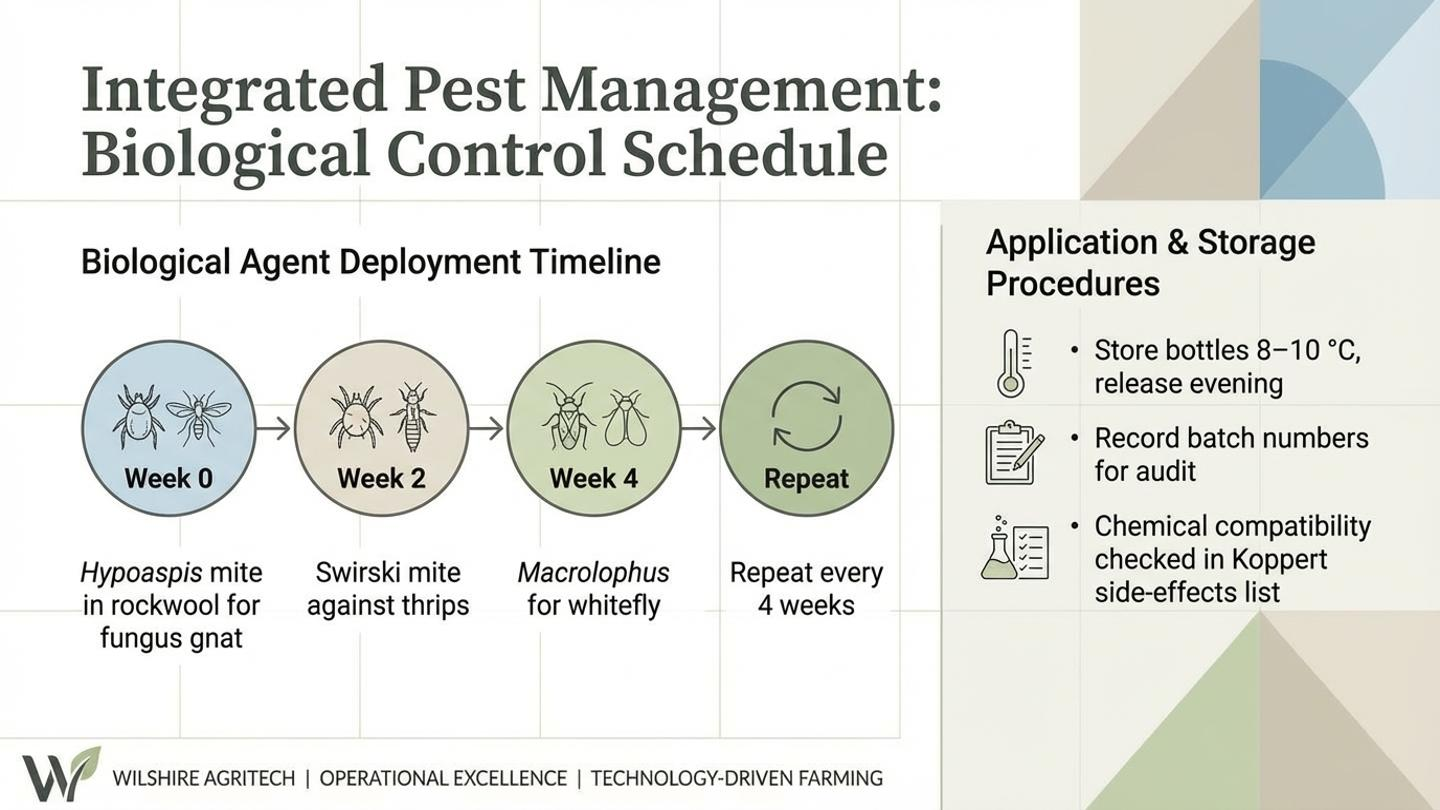 Integrated Pest Management:
Biological Control Schedule
Biological Agent Deployment Timeline
Week 0
Week 2
Week 4
Repeat
Hypoaspis mite
in rockwool for
fungus gnat
Swirski mite
against thrips
Macrolophus
for whitefly
Repeat every
4 weeks
Application & Storage
Procedures
• Store bottles 8–10 °C,
release evening
• Record batch numbers
for audit
• Chemical compatibility
checked in Koppert
side-effects list
W
WILSHIRE AGRITECH | OPERATIONAL EXCELLENCE | TECHNOLOGY-DRIVEN FARMING